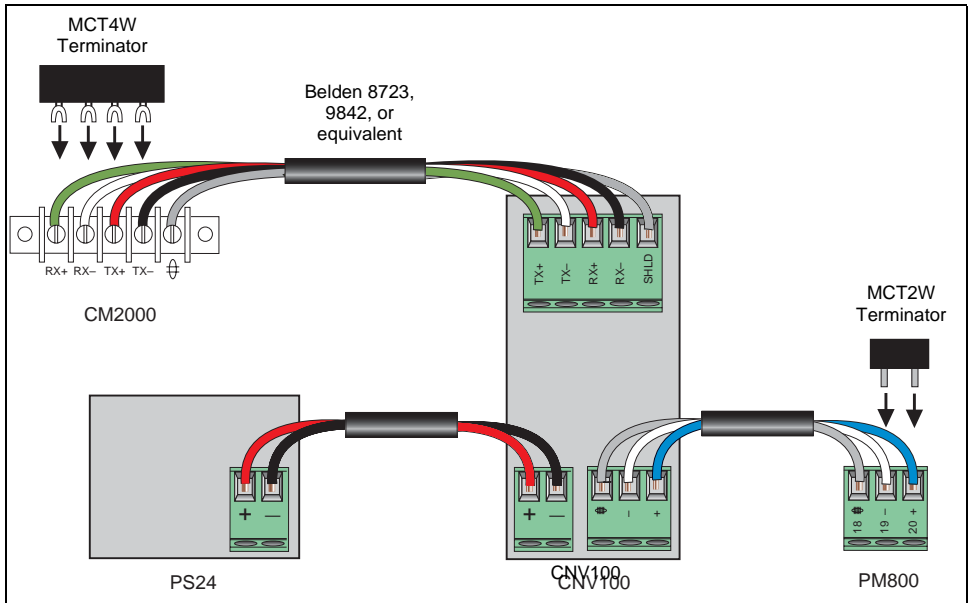 MCT4W
Terminator
Belden 8723,
9842, or
equivalent
RX+ RX– TX+ TX–
CM2000
TX+
TX–
RX+
RX–
SHLD
MCT2W
Terminator
+ –
PS24
+ –
– +
CNV100
CNV100
18
19 –
20 +
PM800